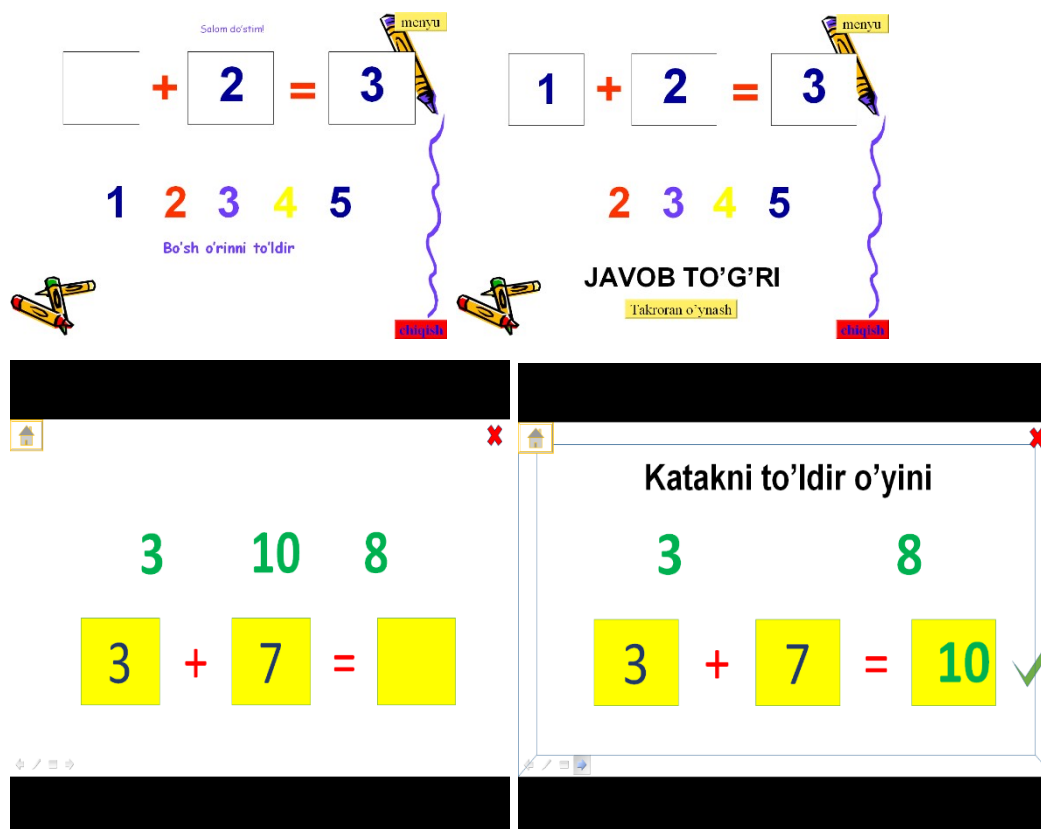 Salom do'stim!
menyu
+ 2 = 3
1 2 3 4 5
Bo'sh o'rinni to'ldir
chiqish
menyu
1 + 2 = 3
2 3 4 5
JAVOB TO'G'RI
Takroran o'ynash
chiqish
3 10 8
3 + 7 =
Katakni to'ldir o'yini
3 8
3 + 7 = 10